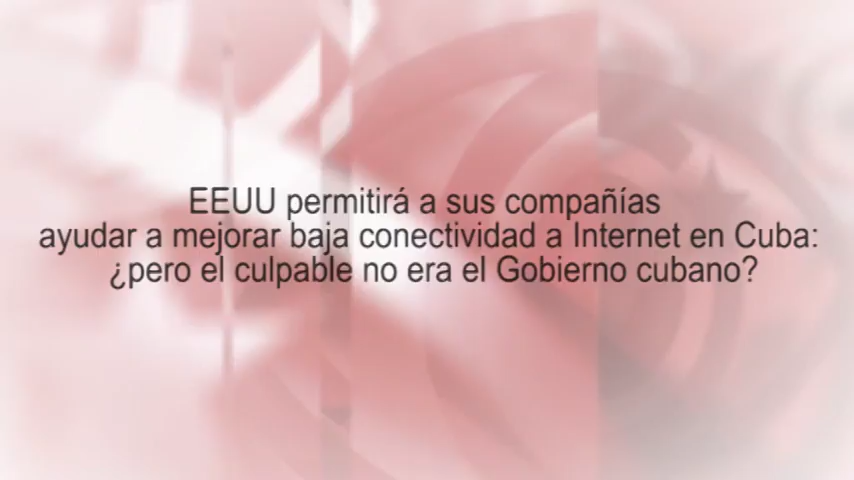 EEUU permitirá a sus compañías
ayudar a mejorar baja conectividad a Internet en Cuba:
¿pero el culpable no era el Gobierno cubano?